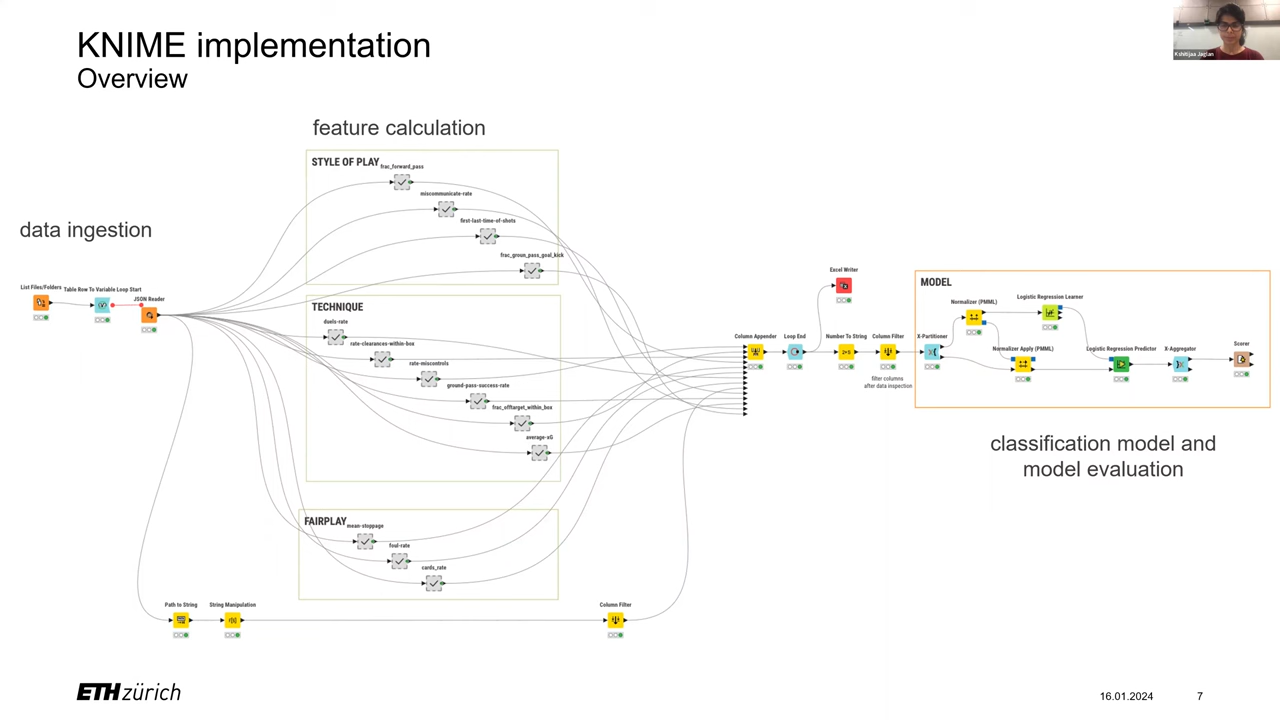 KNIME implementation
Overview
Kshitijaa Jaglan
feature calculation
data ingestion
STYLE OF PLAY
frac_forward_pass
miscommunicate-rate
first-last-time-of-shots
frac_groun_pass_goal_kick
List Files/Folders
Table Row To Variable Loop Start
JSON Reader
TECHNIQUE
duels-rate
rate-clearances-within-box
rate-miscontrols
ground-pass-success-rate
frac_offtarget_within_box
average-xG
FAIRPLAY
mean-stoppage
foul-rate
cards_rate
Path to String
String Manipulation
Column Filter
Column Appender
Loop End
Excel Writer
Number To String
Column Filter
filter columns
after data inspection
MODEL
X-Partitioner
Normalizer (PMML)
Logistic Regression Learner
Normalizer Apply (PMML)
Logistic Regression Predictor
X-Aggregator
Scorer
classification model and
model evaluation
ETH zürich
16.01.2024
7